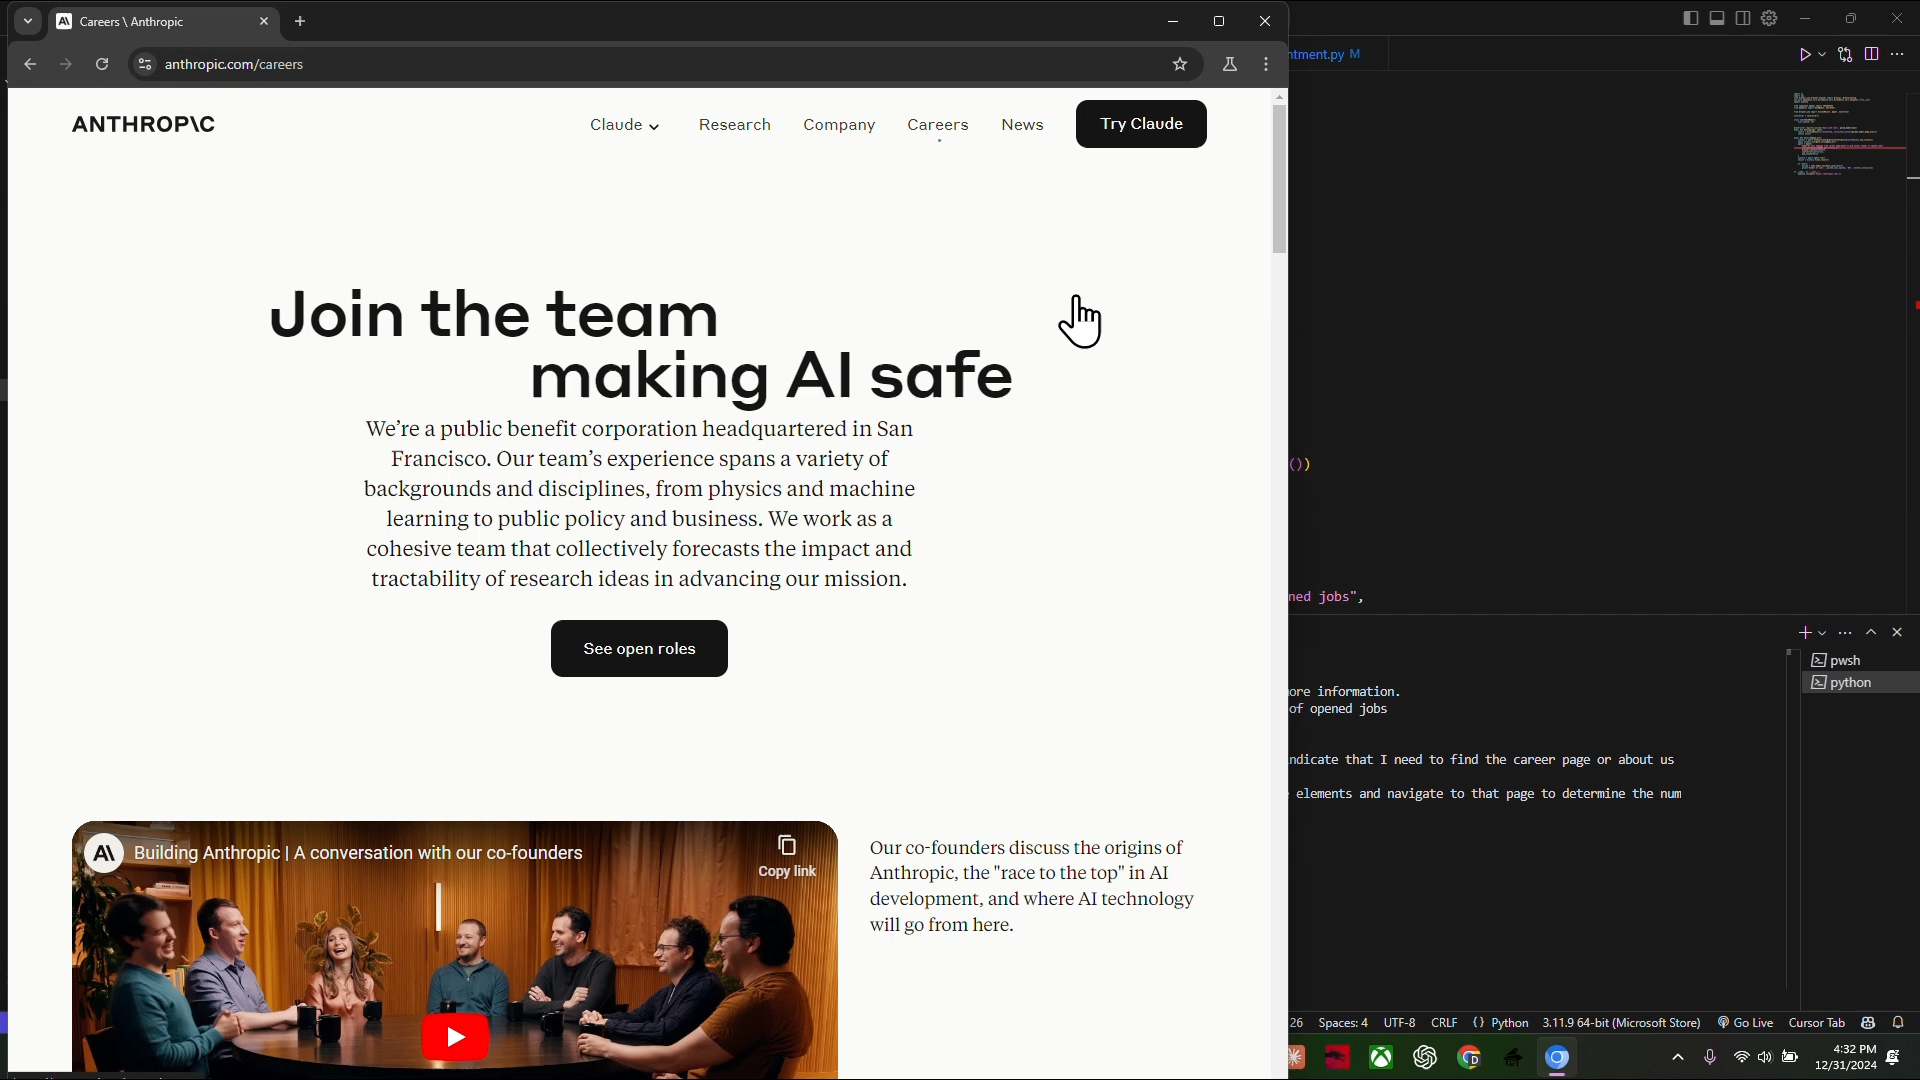 Careers \ Anthropic
anthropic.com/careers
ANTHROP\C
Claude
Research
Company
Careers
News
Try Claude
Join the team
making AI safe
We're a public benefit corporation headquartered in San
Francisco. Our team's experience spans a variety of
backgrounds and disciplines, from physics and machine
learning to public policy and business. We work as a
cohesive team that collectively forecasts the impact and
tractability of research ideas in advancing our mission.
See open roles
A\
Building Anthropic | A conversation with our co-founders
Copy link
Our co-founders discuss the origins of
Anthropic, the "race to the top" in AI
development, and where AI technology
will go from here.
ntment.py M
())
ned jobs",
pwsh
python
ore information.
of opened jobs
ndicate that I need to find the career page or about us
elements and navigate to that page to determine the num
26 Spaces: 4 UTF-8 CRLF {} Python 3.11.9 64-bit (Microsoft Store) Go Live Cursor Tab
4:32 PM
12/31/2024